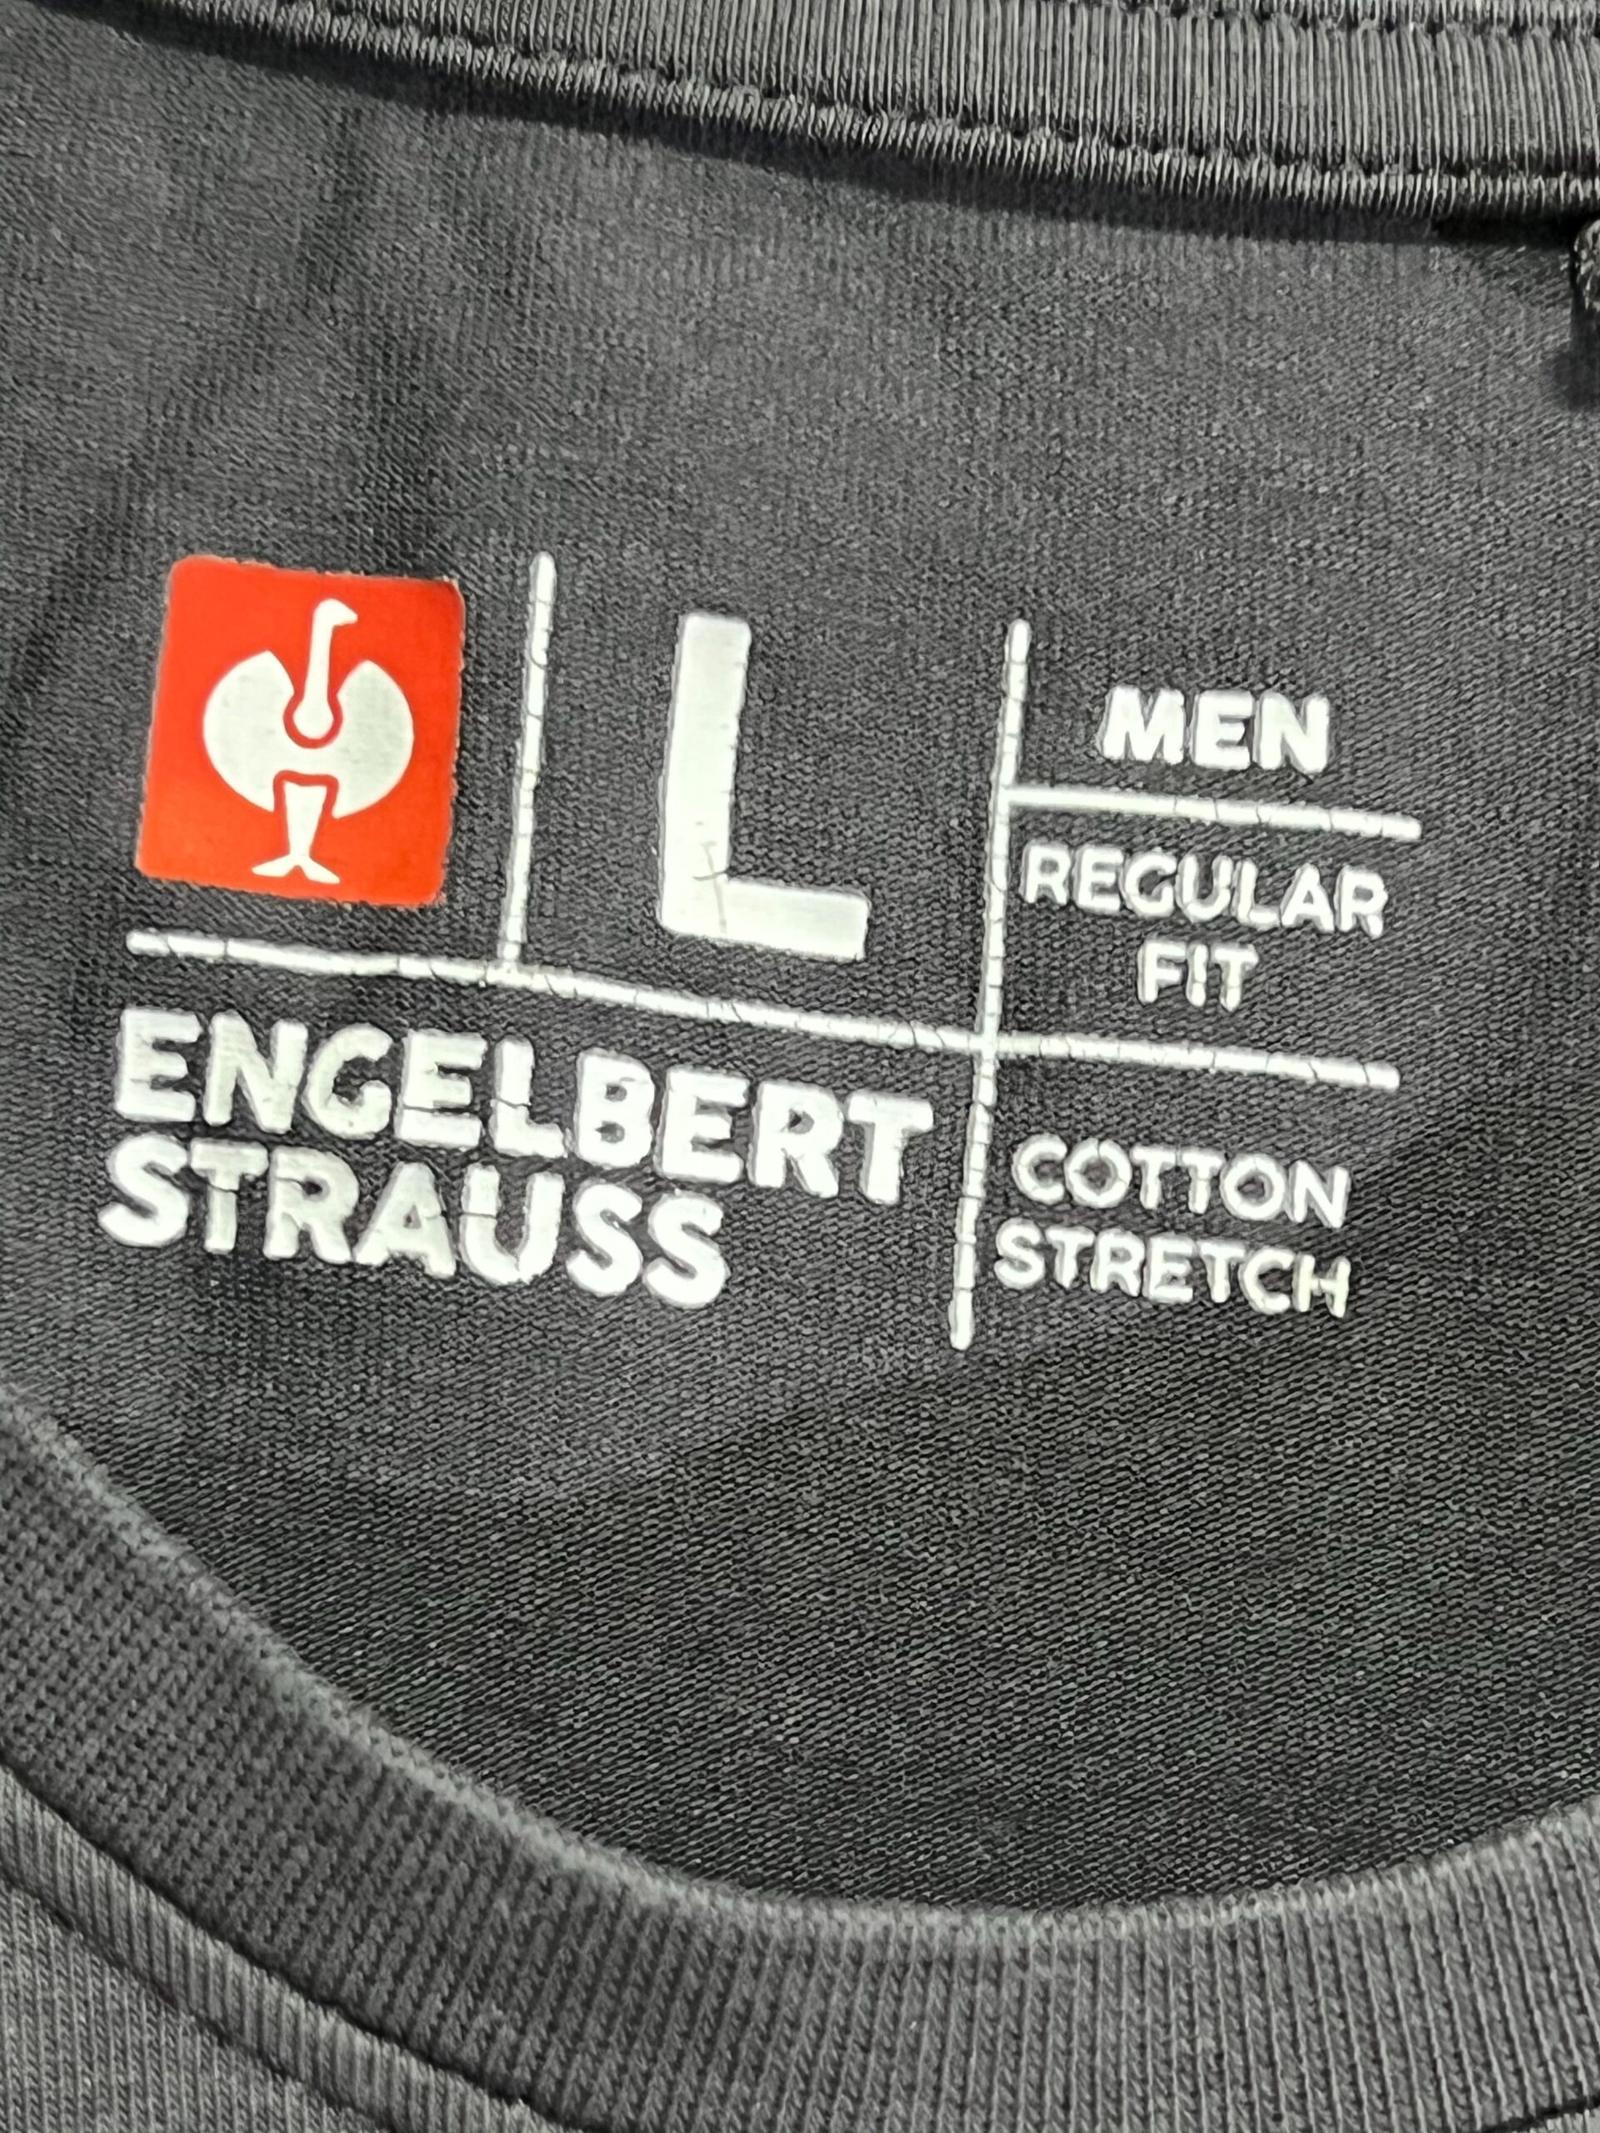 L
MEN
REGULAR
FIT
ENGELBERT
STRAUSS
COTTON
STRETCH